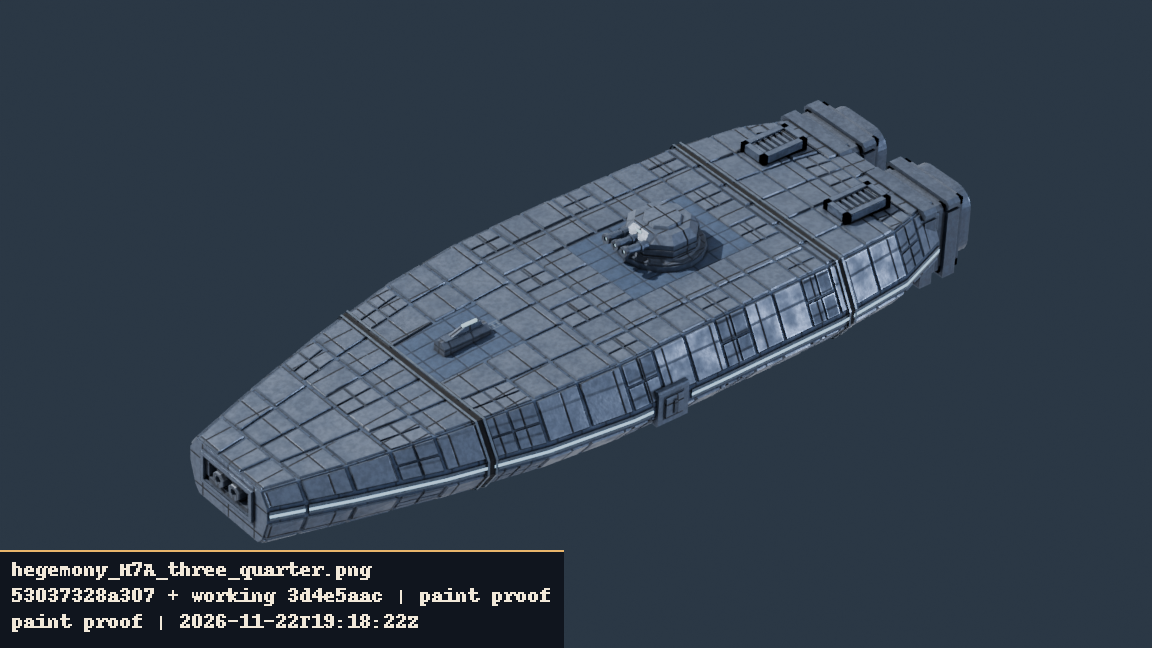 hegemony_H7A_three_quarter.png
53037328a307 + working 3d4e5aac | paint proof
paint proof | 2026-11-22T19:18:22Z